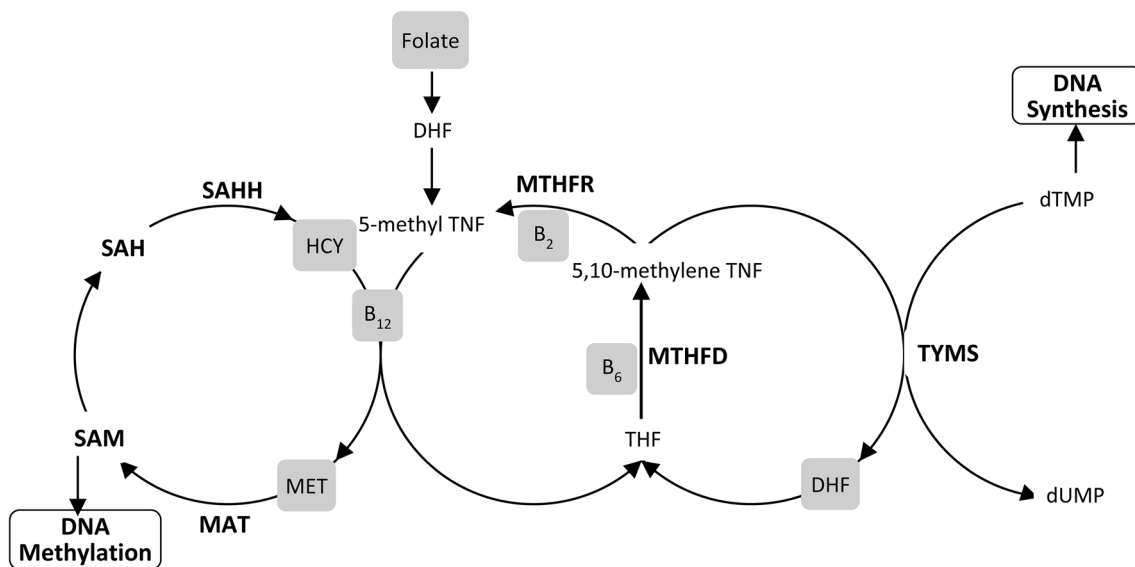 Folate
DNA
Synthesis
DHF
SAHH
MTHFR
dTMP
5-methyl TNF
HCY
B₂
SAH
5,10-methylene TNF
B₁₂
B₆
MTHFD
TYMS
SAM
THF
MET
DHF
dUMP
MAT
DNA
Methylation